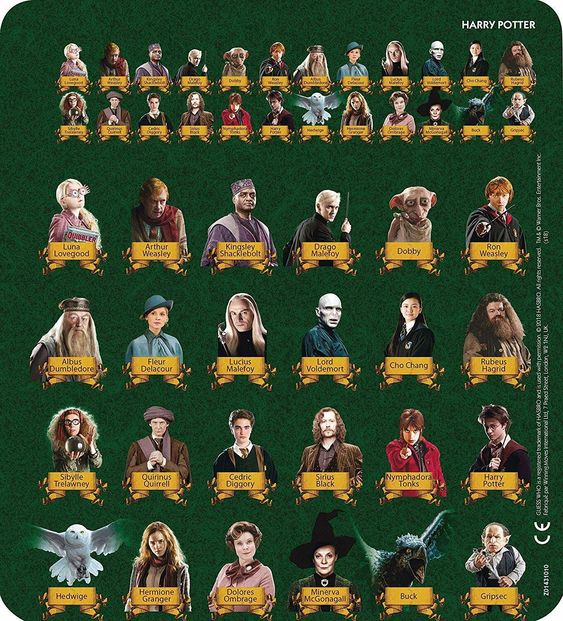 HARRY POTTER
Luna Lovegood
Arthur Weasley
Kingsley Shacklebolt
Drago Malefoy
Dobby
Ron Weasley
Albus Dumbledore
Fleur Delacour
Lucius Malefoy
Lord Voldemort
Cho Chang
Rubeus Hagrid
Sibylle Trelawney
Quirinus Quirrell
Cedric Diggory
Sirius Black
Nymphadora Tonks
Harry Potter
Hedwige
Hermione Granger
Dolores Ombrage
Minerva McGonagall
Buck
Gripsec
Luna
Lovegood
Arthur
Weasley
Kingsley
Shacklebolt
Drago
Malefoy
Dobby
Ron
Weasley
Albus
Dumbledore
Fleur
Delacour
Lucius
Malefoy
Lord
Voldemort
Cho Chang
Rubeus
Hagrid
Sibylle
Trelawney
Quirinus
Quirrell
Cedric
Diggory
Sirius
Black
Nymphadora
Tonks
Harry
Potter
Hedwige
Hermione
Granger
Dolores
Ombrage
Minerva
McGonagall
Buck
Gripsec
GUESS WHO is a registered trademark of HASBRO and is used with permission. © 2018 HASBRO. All rights reserved. TM & © Warner Bros. Entertainment Inc.
Fabriqué par Winning Moves International Ltd, 7 Praed Street, London, W2 1NJ, UK. (s18)
CE
Z01431010